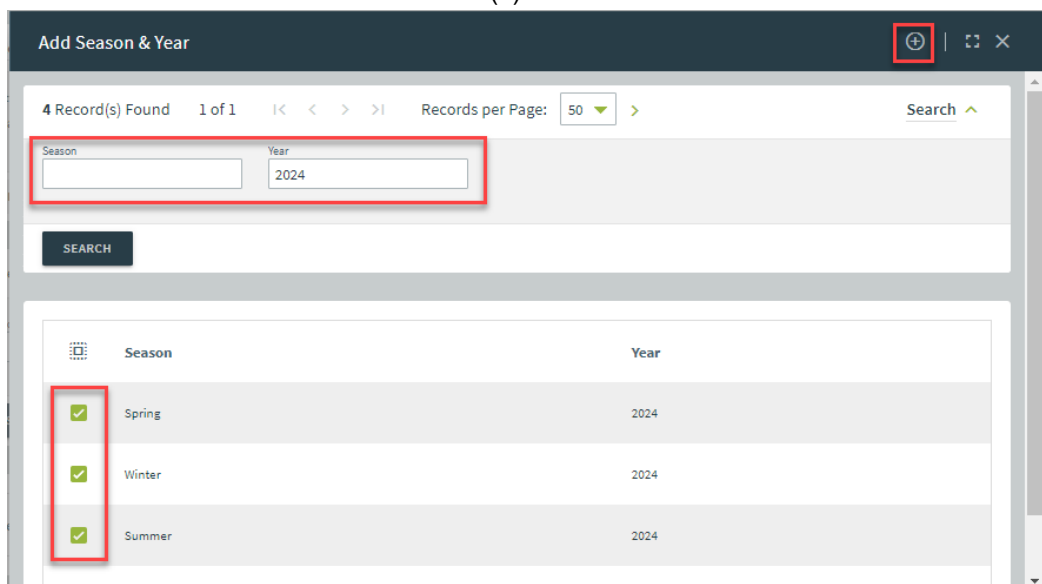 Add Season & Year
4 Record(s) Found 1 of 1 |< < > >| Records per Page: 50 > Search
Season Year
2024
SEARCH
Season Year
Spring 2024
Winter 2024
Summer 2024